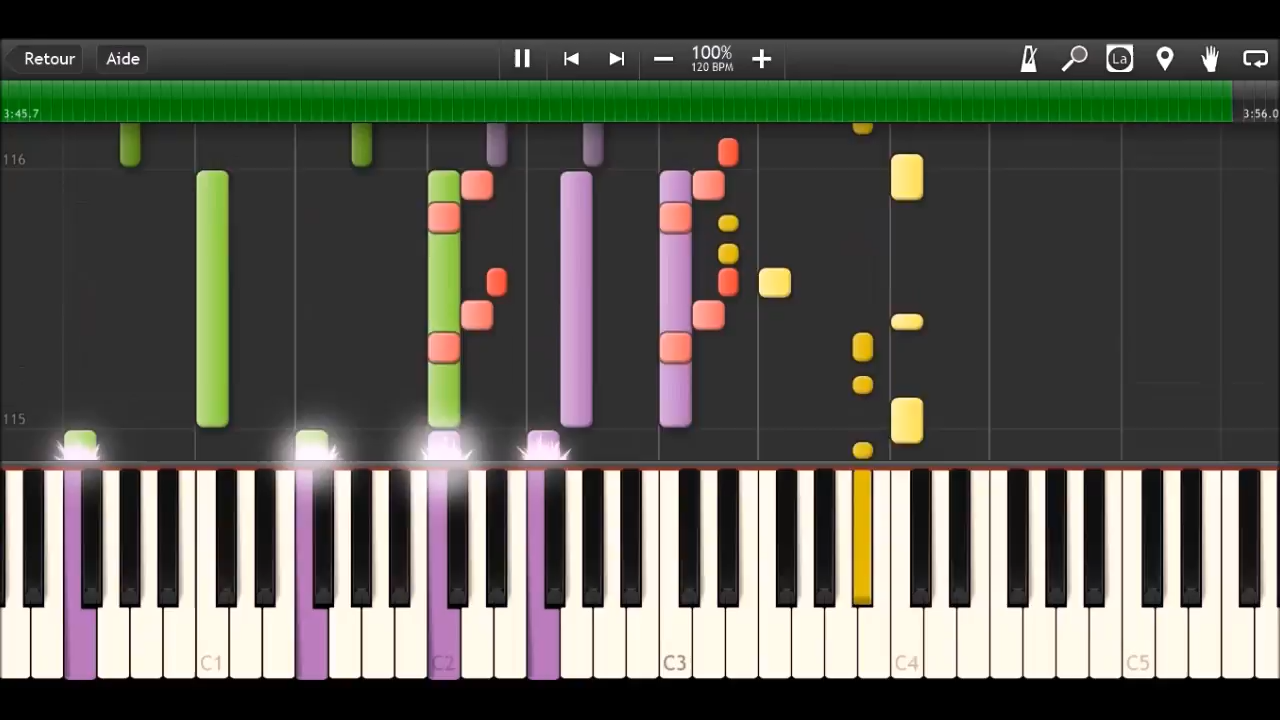 Retour Aide 100% La
120 BPM
3:45.7 3:56.0
116
115
C1 C2 C3 C4 C5